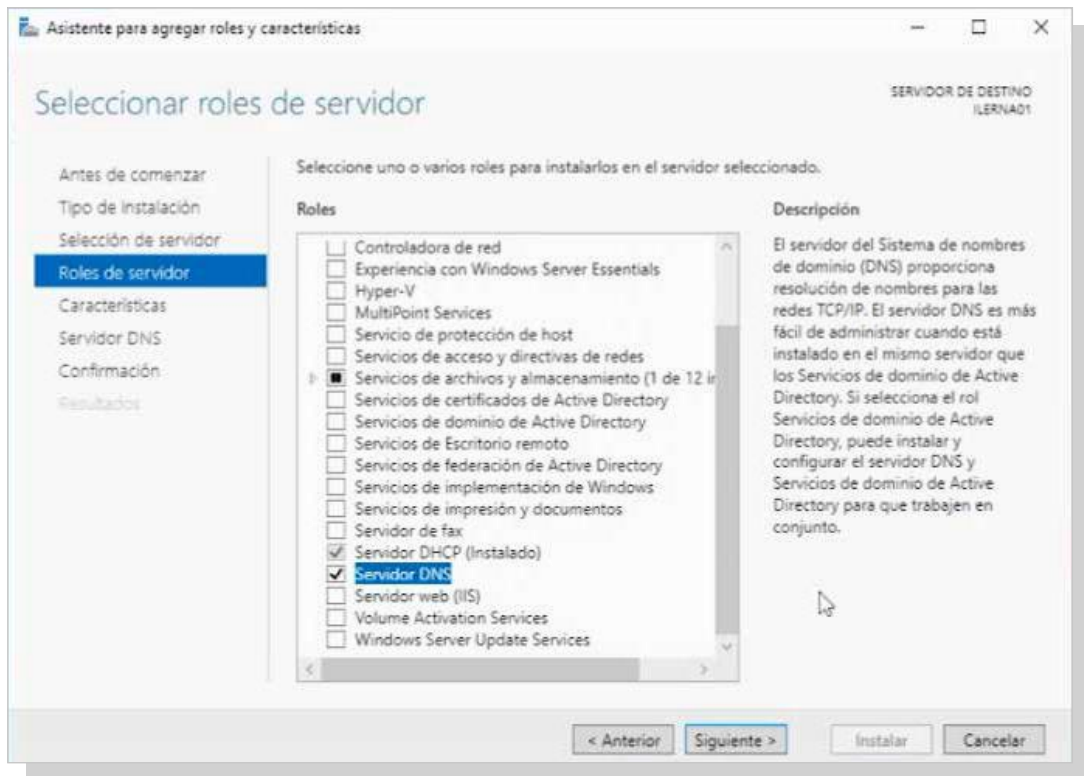 Asistente para agregar roles y características
Seleccionar roles de servidor
SERVIDOR DE DESTINO
ILERNA01
Antes de comenzar
Tipo de instalación
Selección de servidor
Roles de servidor
Características
Servidor DNS
Confirmación
Resultados
Seleccione uno o varios roles para instalarlos en el servidor seleccionado.
Roles
Controladora de red
Experiencia con Windows Server Essentials
Hyper-V
MultiPoint Services
Servicio de protección de host
Servicios de acceso y directivas de redes
Servicios de archivos y almacenamiento (1 de 12 in
Servicios de certificados de Active Directory
Servicios de dominio de Active Directory
Servicios de Escritorio remoto
Servicios de federación de Active Directory
Servicios de implementación de Windows
Servicios de impresión y documentos
Servidor de fax
Servidor DHCP (Instalado)
Servidor DNS
Servidor web (IIS)
Volume Activation Services
Windows Server Update Services
Descripción
El servidor del Sistema de nombres
de dominio (DNS) proporciona
resolución de nombres para las
redes TCP/IP. El servidor DNS es más
fácil de administrar cuando está
instalado en el mismo servidor que
los Servicios de dominio de Active
Directory. Si selecciona el rol
Servicios de dominio de Active
Directory, puede instalar y
configurar el servidor DNS y
Servicios de dominio de Active
Directory para que trabajen en
conjunto.
< Anterior
Siguiente >
Instalar
Cancelar